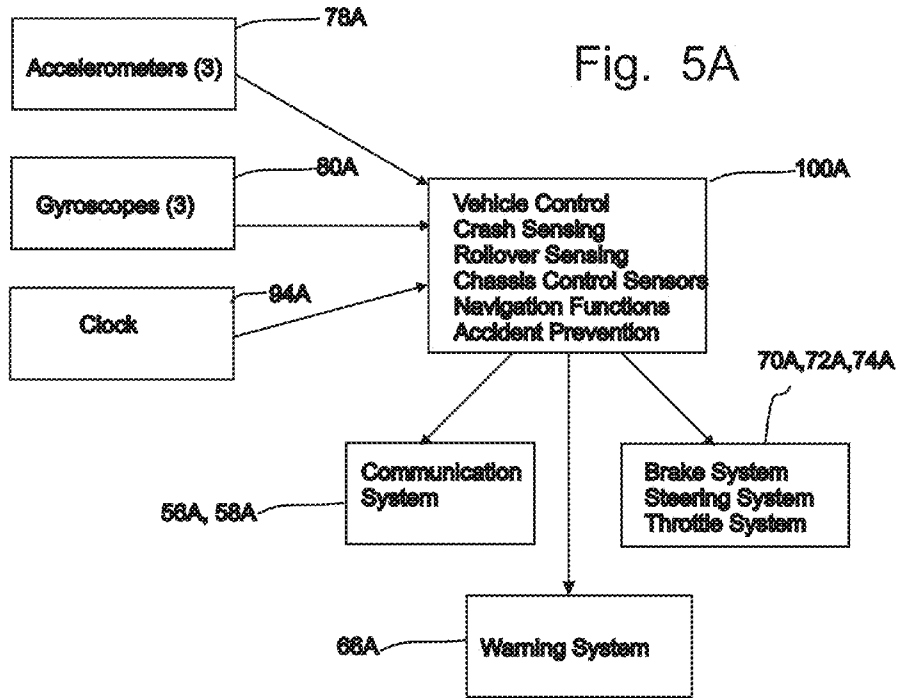 78A
Accelerometers (3)
Fig. 5A
80A
Gyroscopes (3)
100A
Vehicle Control
Crash Sensing
Rollover Sensing
Chassis Control Sensors
Navigation Functions
Accident Prevention
94A
Clock
70A,72A,74A
Communication
System
Brake System
Steering System
Throttle System
56A, 58A
68A
Warning System